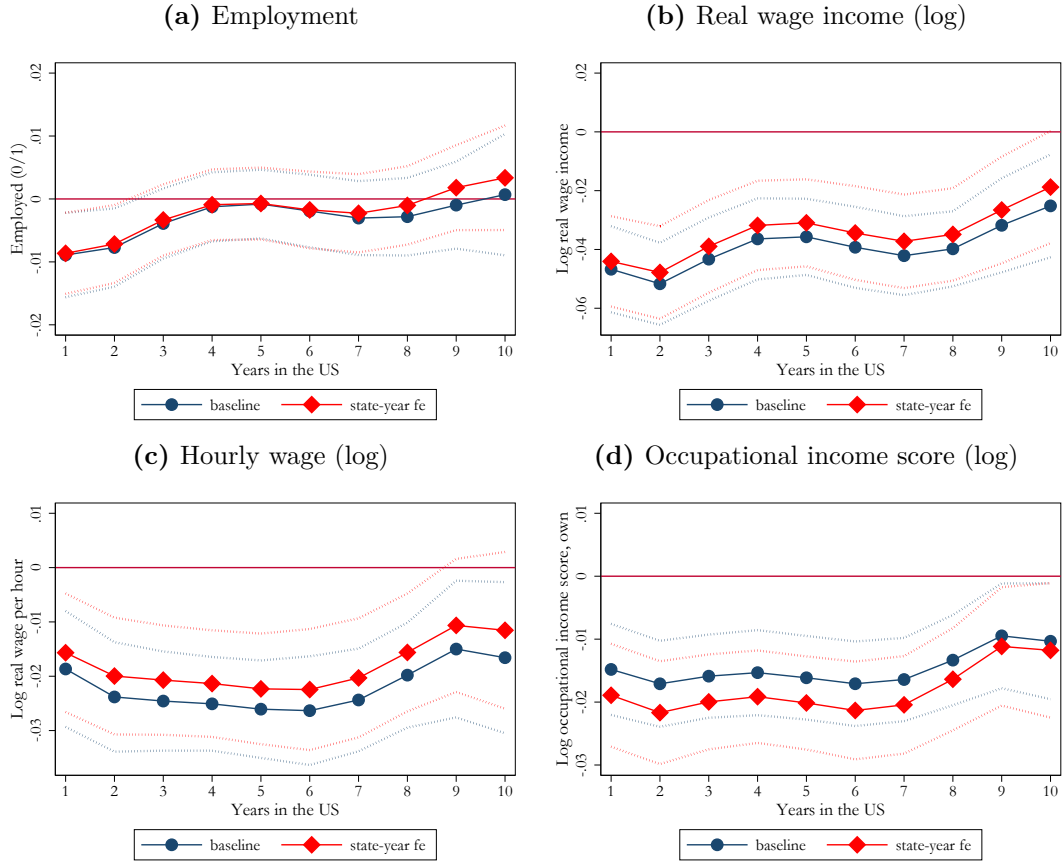 (a) Employment
(b) Real wage income (log)
Employed (0/1)
.02
.01
0
-.01
-.02
1 2 3 4 5 6 7 8 9 10
Years in the US
baseline
state-year fe
Log real wage income
.02
0
-.02
-.04
-.06
1 2 3 4 5 6 7 8 9 10
Years in the US
baseline
state-year fe
(c) Hourly wage (log)
(d) Occupational income score (log)
Log real wage per hour
.01
0
-.01
-.02
-.03
1 2 3 4 5 6 7 8 9 10
Years in the US
baseline
state-year fe
Log occupational income score, own
.01
0
-.01
-.02
-.03
1 2 3 4 5 6 7 8 9 10
Years in the US
baseline
state-year fe